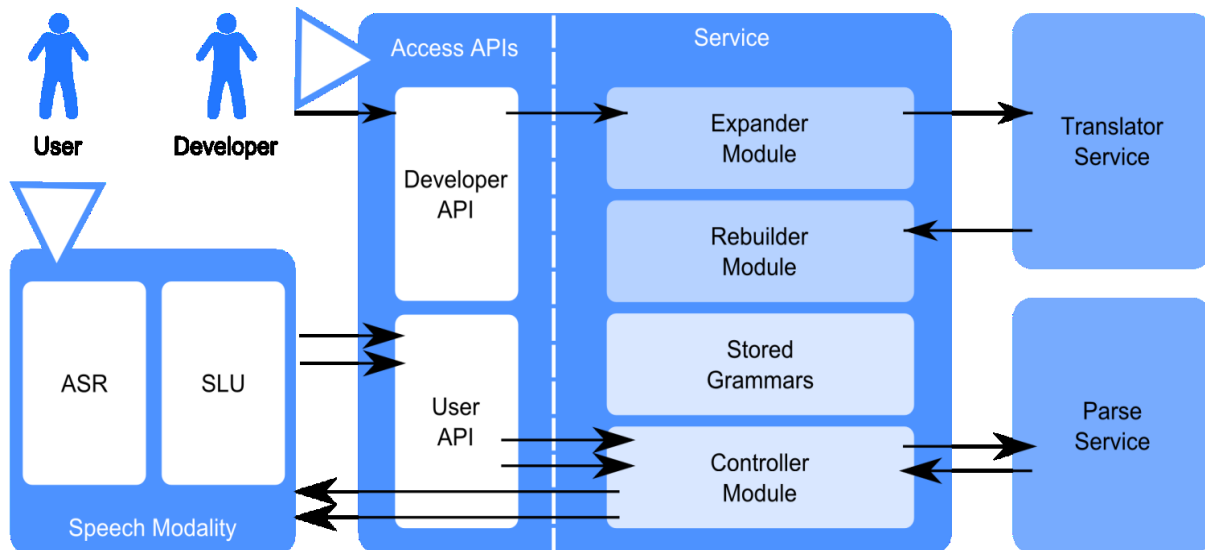 User
Developer
Access APIs
Service
Developer
API
User
API
Expander
Module
Rebuilder
Module
Stored
Grammars
Controller
Module
Translator
Service
Parse
Service
ASR
SLU
Speech Modality